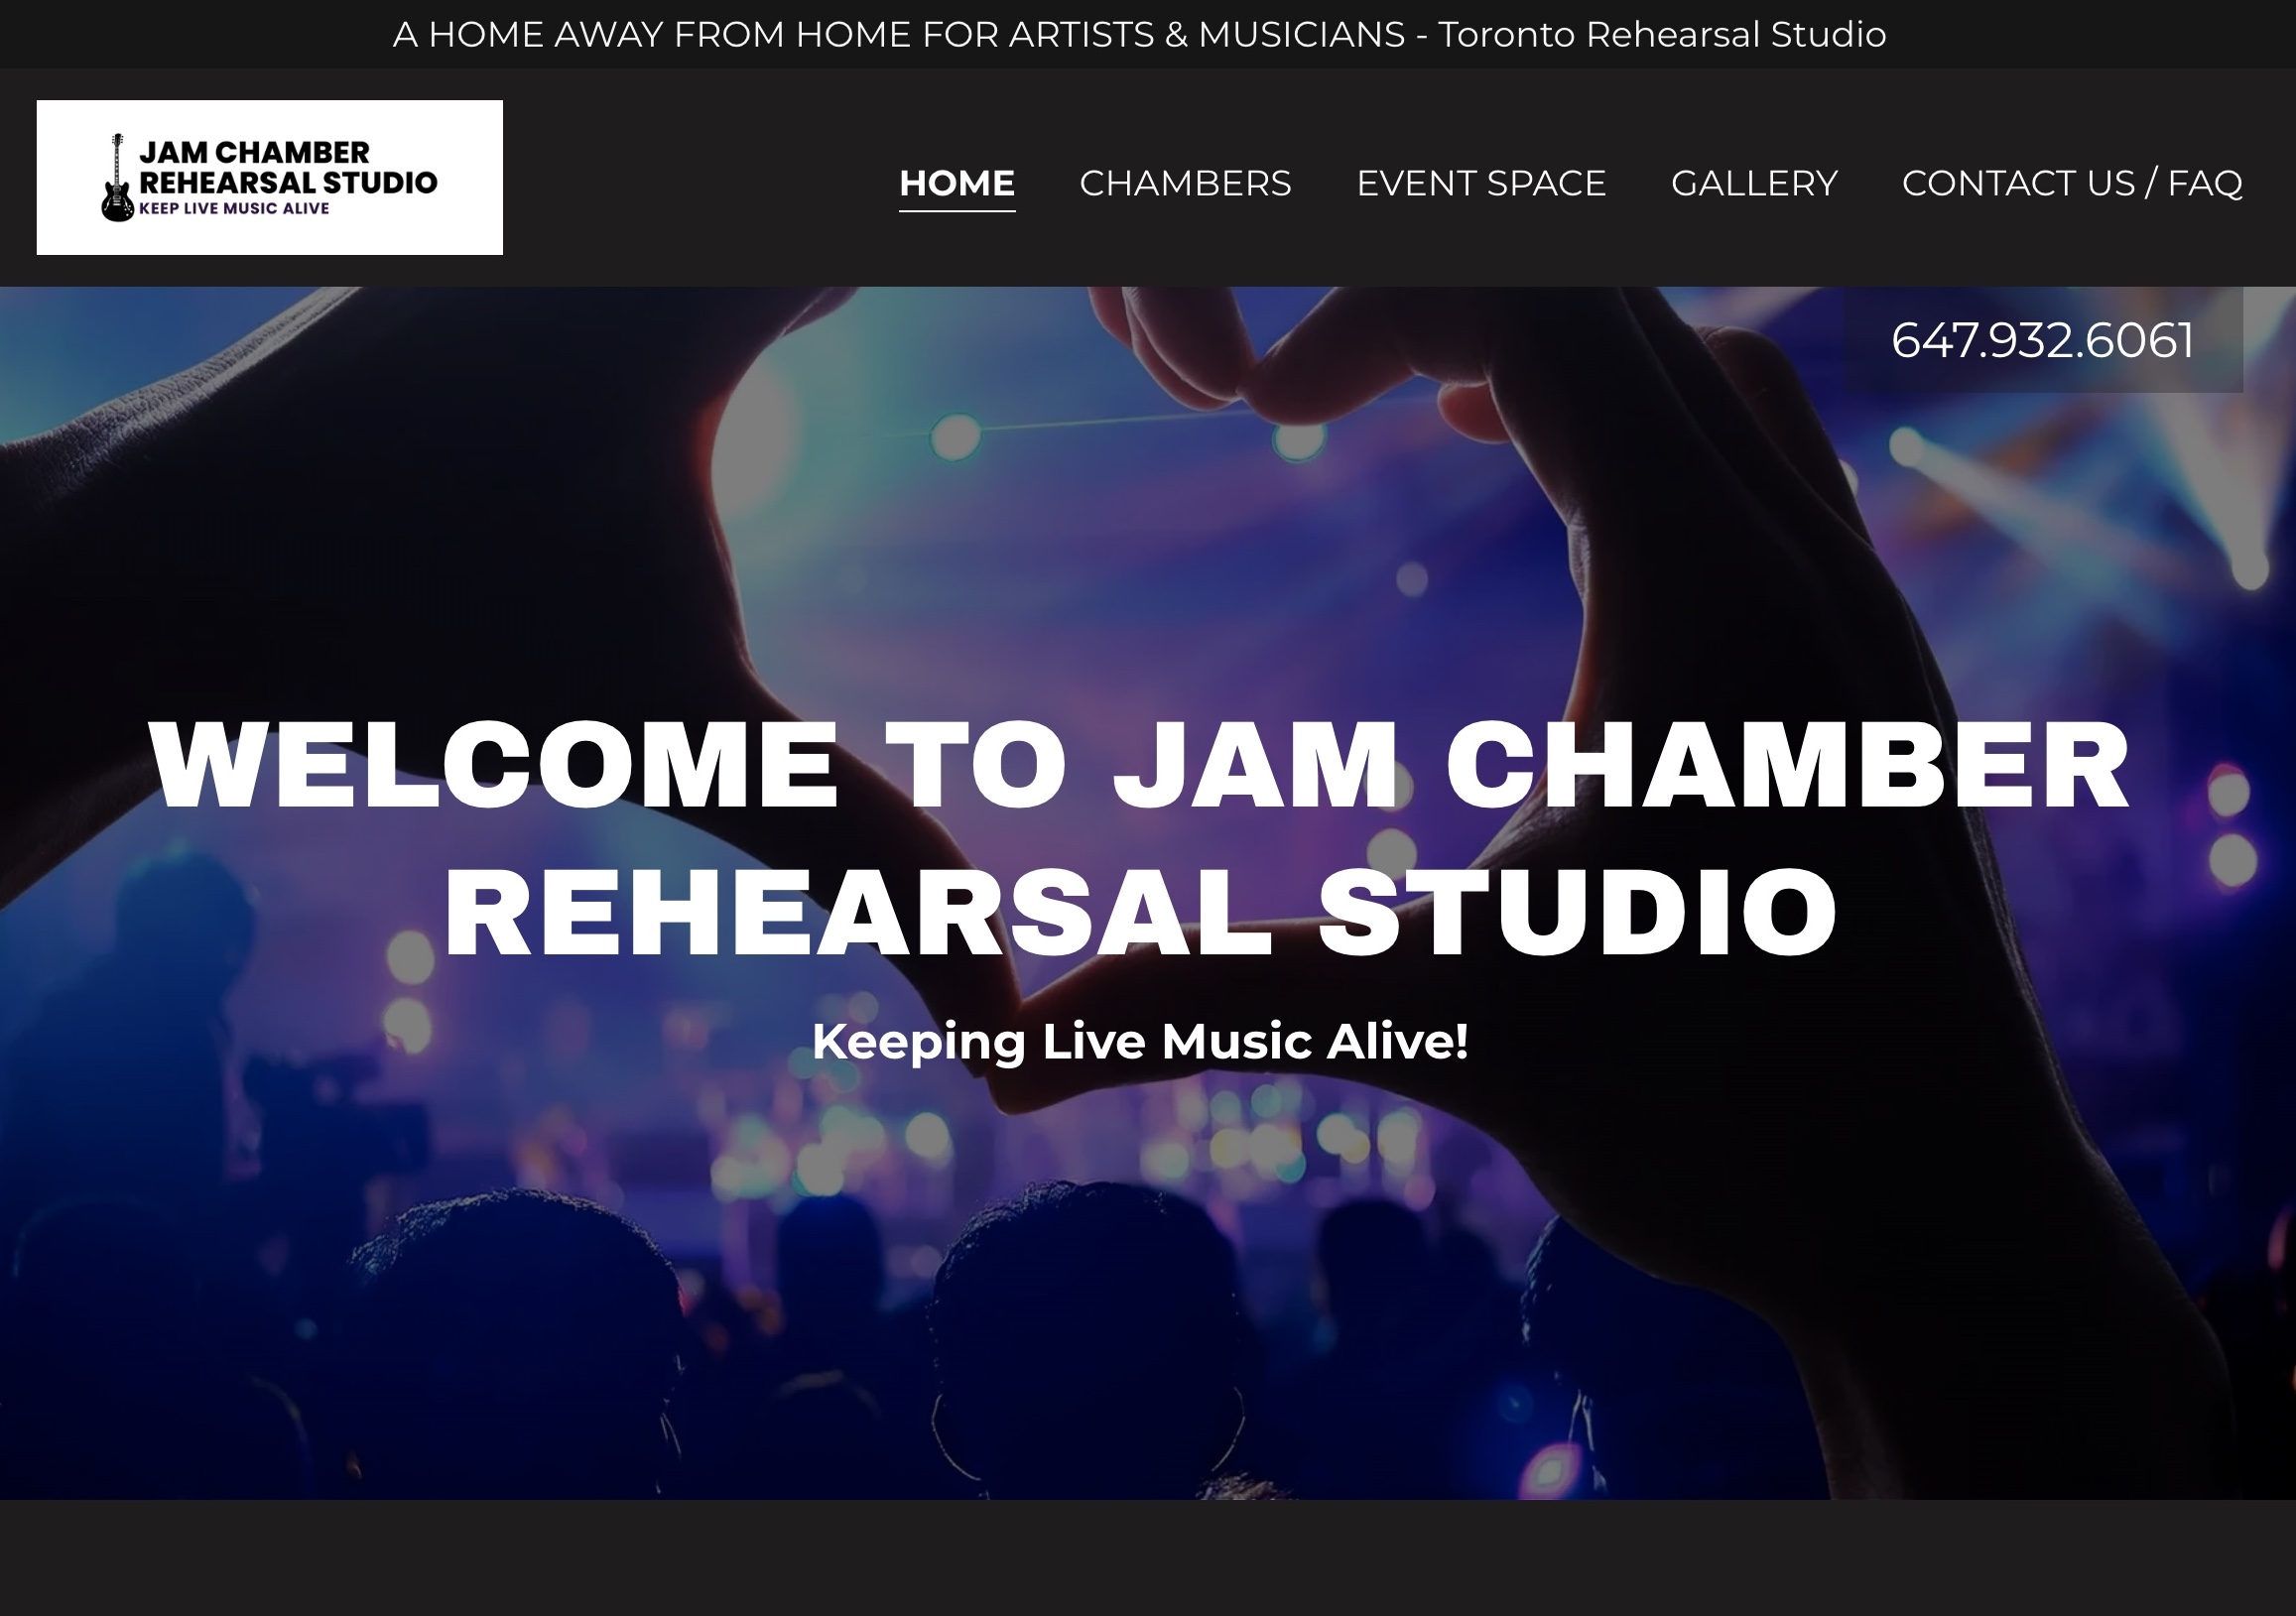 A HOME AWAY FROM HOME FOR ARTISTS & MUSICIANS - Toronto Rehearsal Studio
JAM CHAMBER
REHEARSAL STUDIO
KEEP LIVE MUSIC ALIVE
HOME CHAMBERS EVENT SPACE GALLERY CONTACT US / FAQ
647.932.6061
WELCOME TO JAM CHAMBER
REHEARSAL STUDIO
Keeping Live Music Alive!